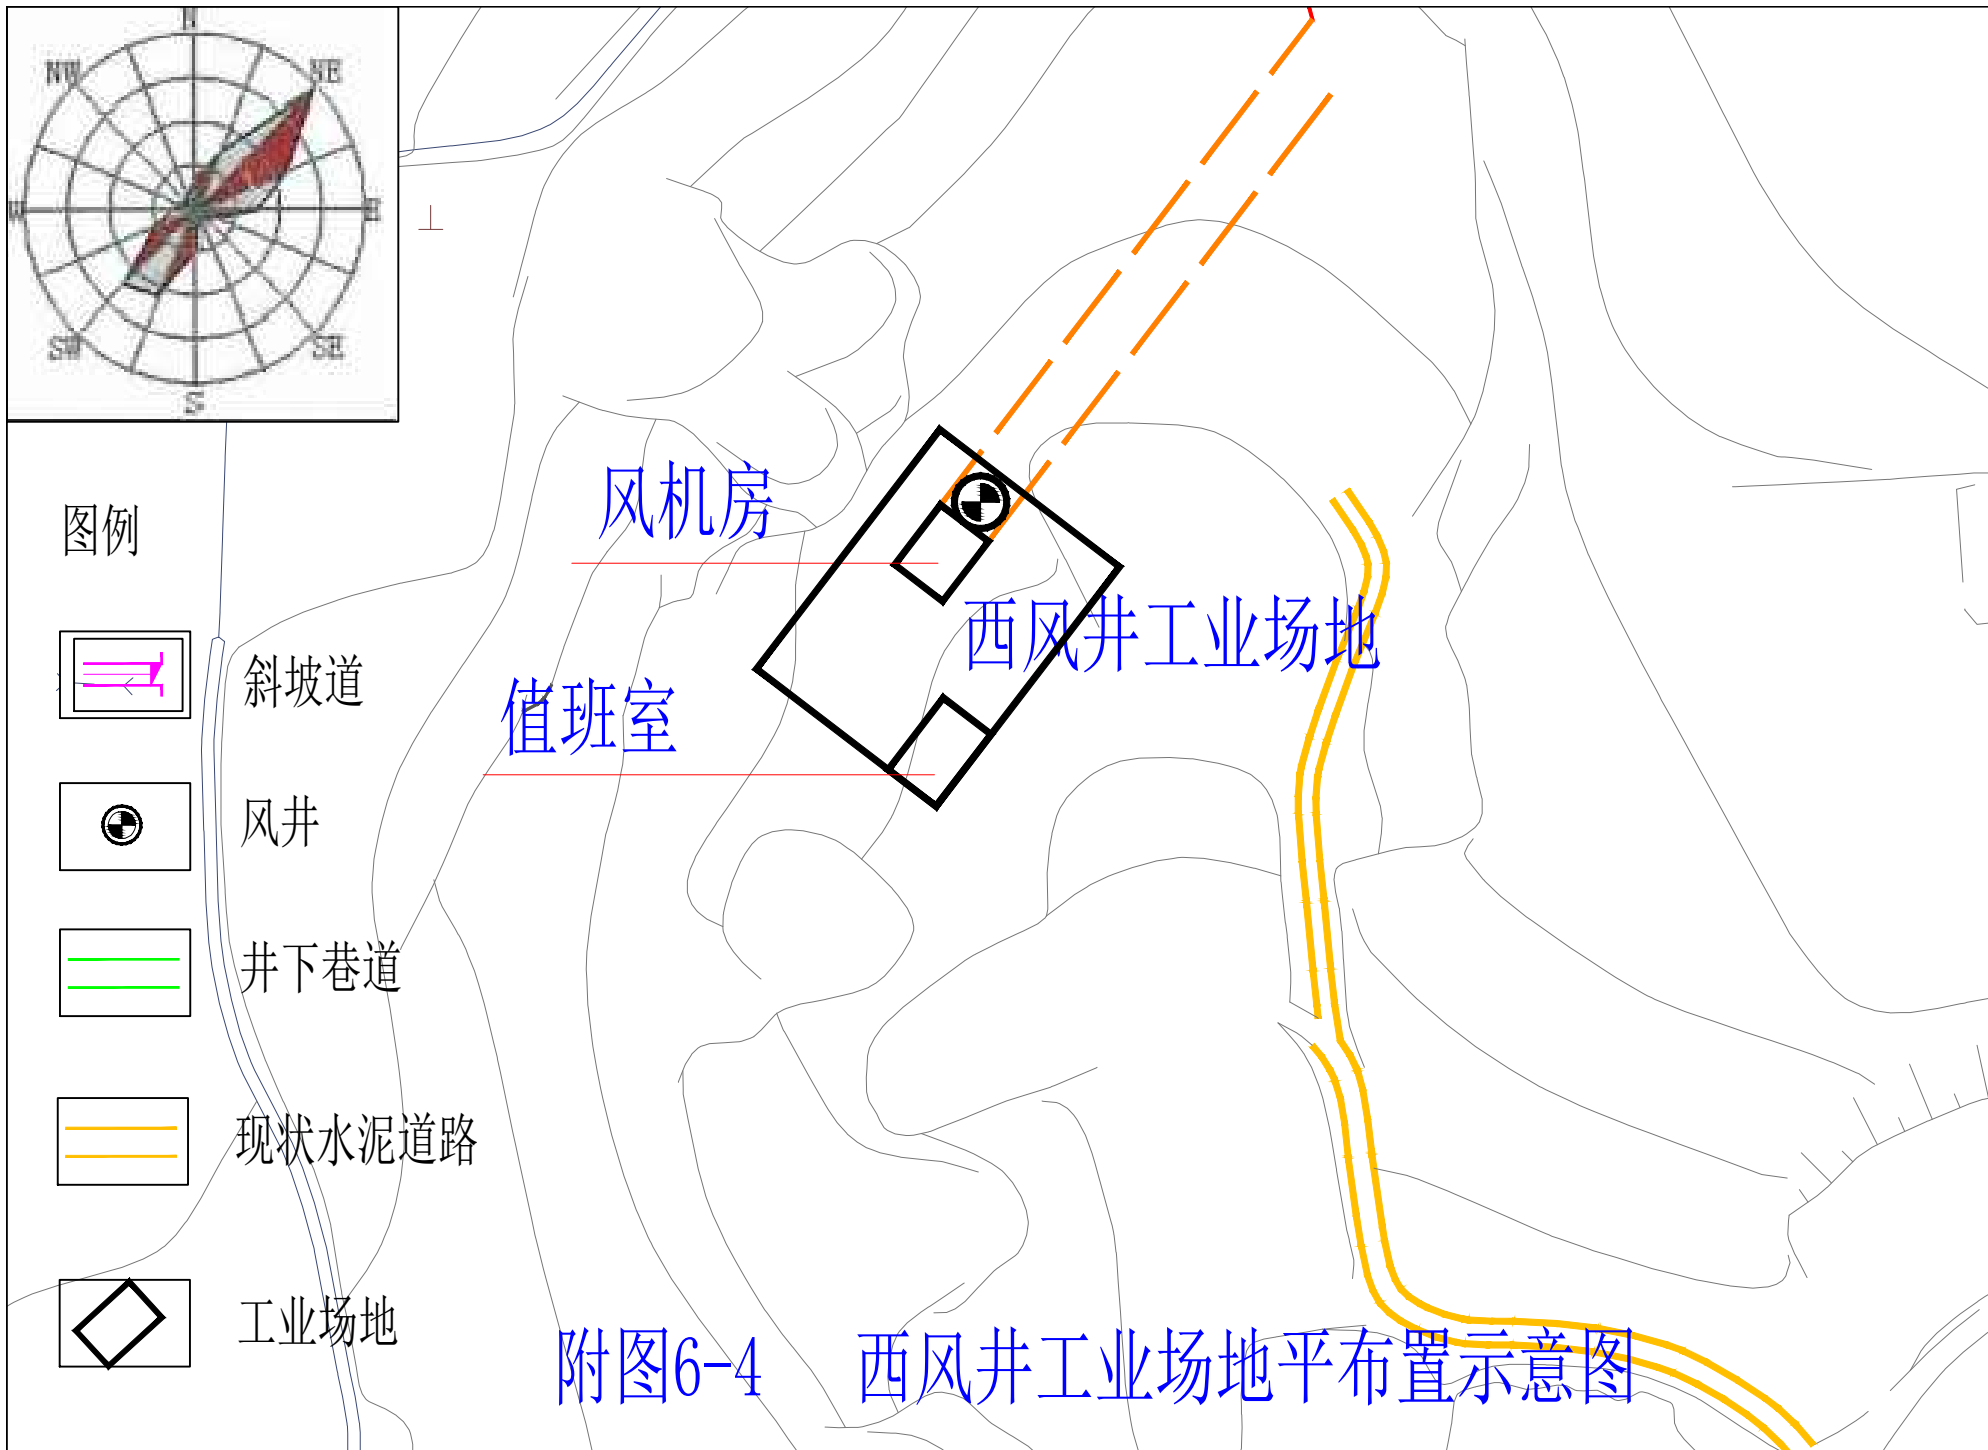 N
NW
NE
W
E
SW
SE
S
风机房
图例
西风井工业场地
斜坡道
值班室
风井
井下巷道
现状水泥道路
工业场地
附图6-4 西风井工业场地平布置示意图